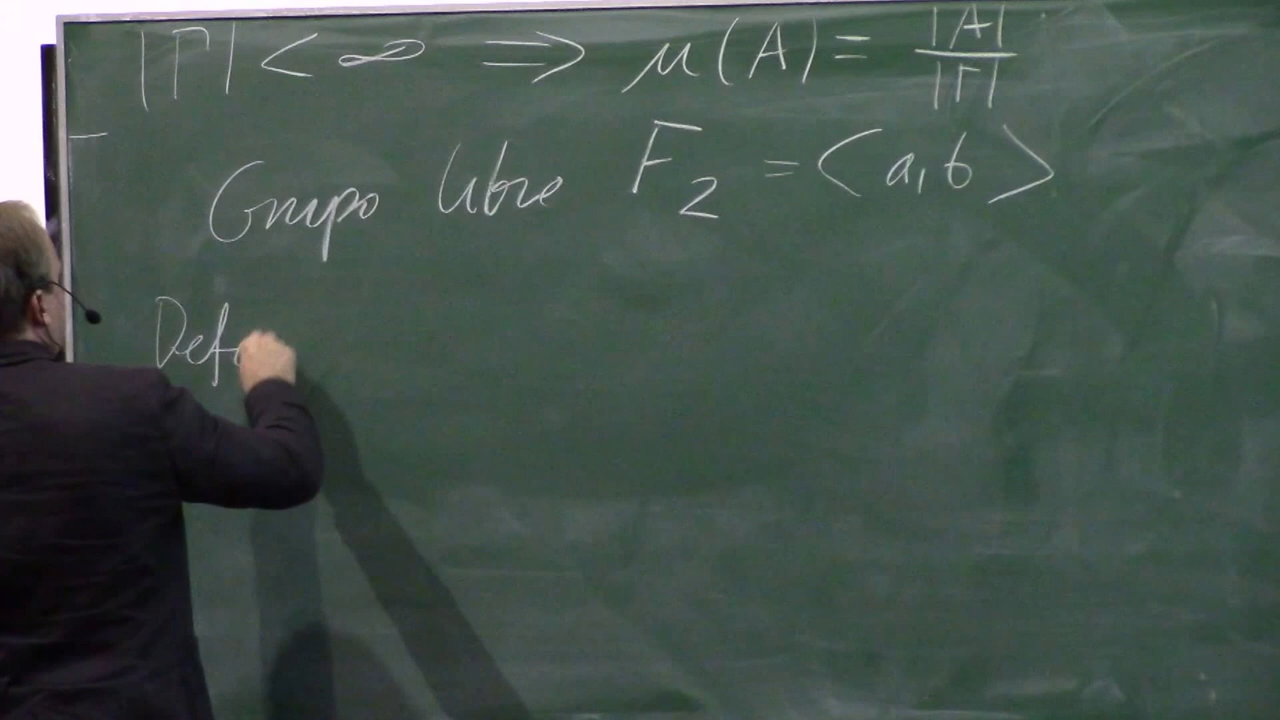 |Γ| < ∞ ⟹ μ(A) = |A| / |Γ|
Grupo libre F₂ = <a, b>
Def